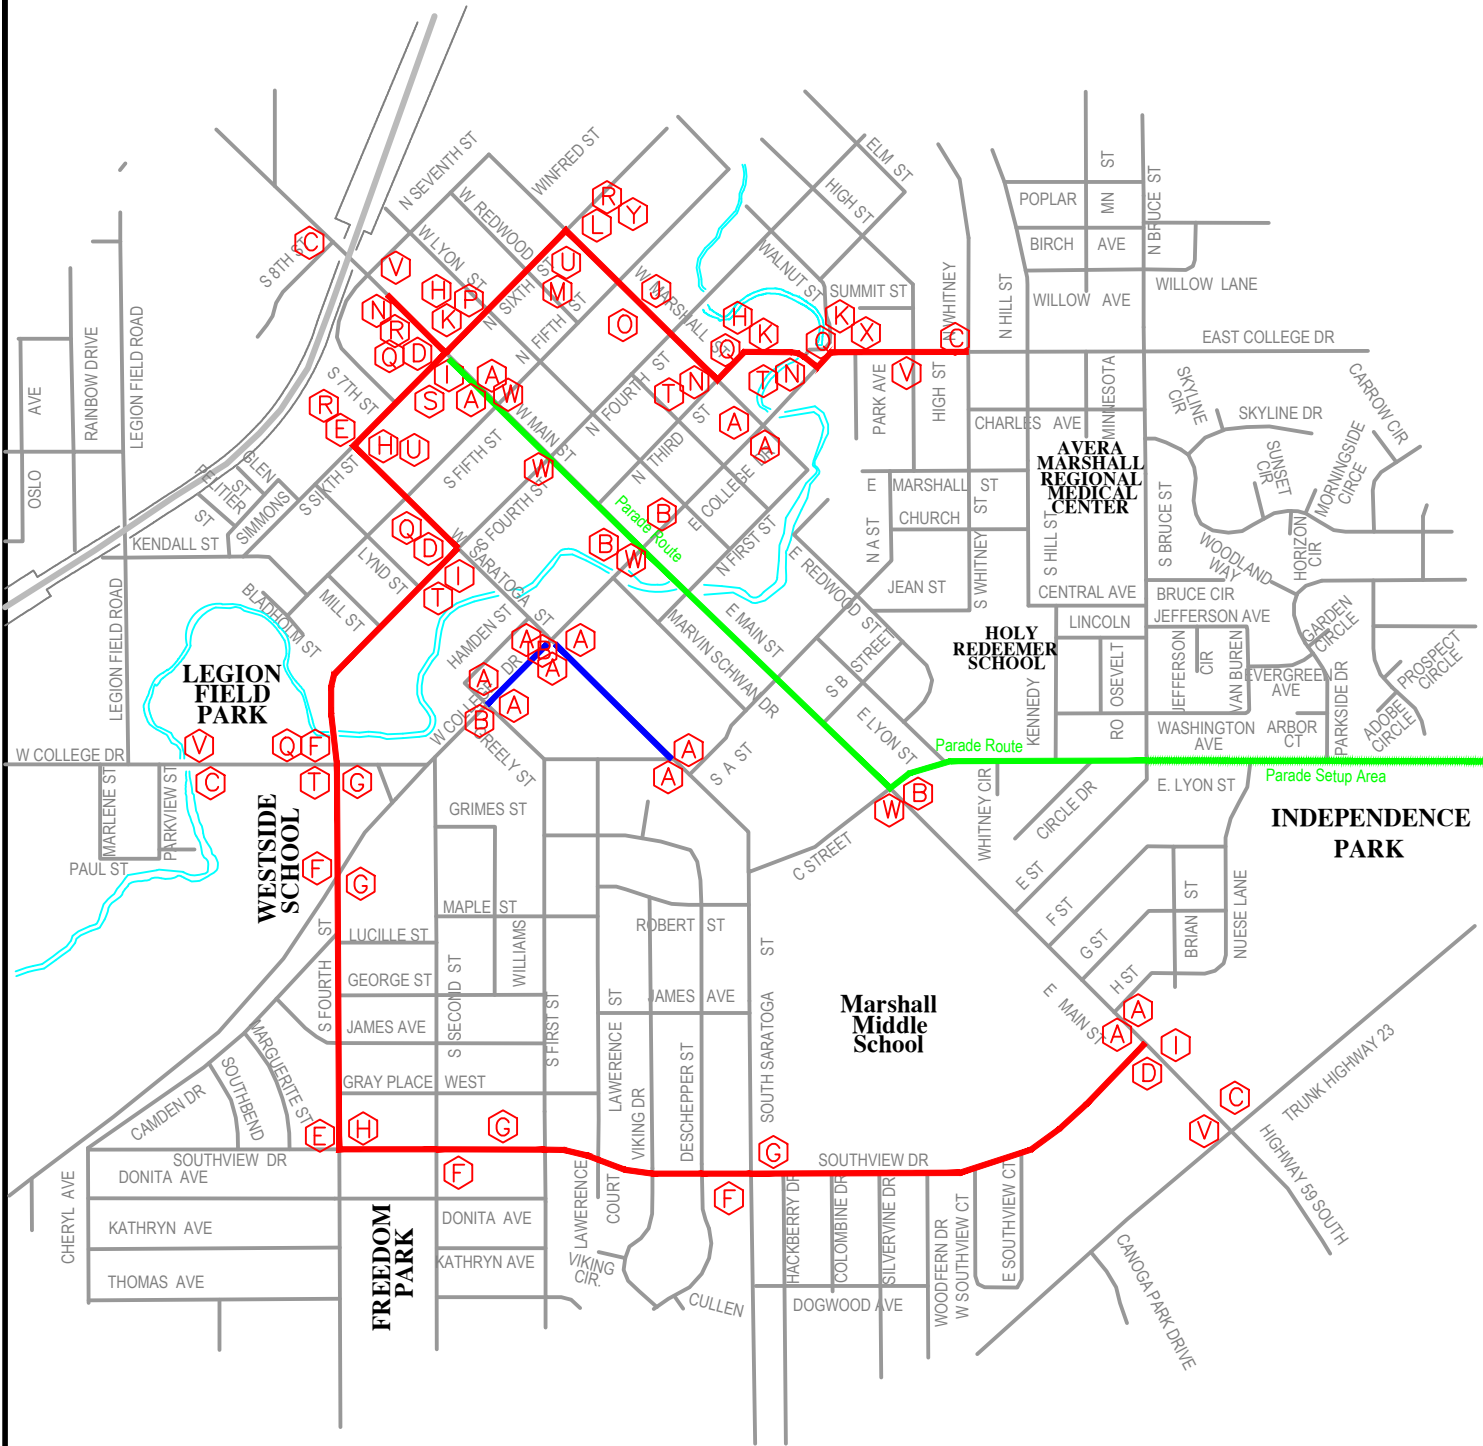 N SEVENTH ST
WINFRED ST
W REDWOOD ST
W LYON ST
N SIXTH ST
N FIFTH ST
W MARSHALL ST
N FOURTH ST
N THIRD ST
E COLLEGE DR
N FIRST ST
ELM ST
HIGH ST
WALNUT ST
SUMMIT ST
N WHITNEY
N HILL ST
POPLAR
MN ST
BIRCH AVE
N BRUCE ST
WILLOW LANE
WILLOW AVE
EAST COLLEGE DR
S 8TH ST
S 7TH ST
RAINBOW DRIVE
LEGION FIELD ROAD
OSLO AVE
PELTIER ST
GLEN ST
SIMMONS
KENDALL ST
S SIXTH ST
S FIFTH ST
S FOURTH ST
W MAIN ST
Parade Route
W SARATOGA ST
LYND ST
MILL ST
BLADHOLM ST
HAMDEN ST
W COLLEGE DR
GREELY ST
MARVIN SCHWAN DR
E MAIN ST
E REDWOOD ST
S B STREET
E LYON ST
S A ST
C STREET
PARK AVE
HIGH ST
CHARLES AVE
MINNESOTA
AVERA
MARSHALL
REGIONAL
MEDICAL
CENTER
E MARSHALL ST
CHURCH
N A ST
JEAN ST
S WHITNEY ST
S HILL ST
CENTRAL AVE
HOLY
REDEEMER
SCHOOL
LINCOLN
ROOSEVELT
KENNEDY
SKYLINE CIR
SKYLINE DR
SUNSET CIR
MORNINGSIDE CIRCE
CARROW CIR
S BRUCE ST
WOODLAND WAY
HORIZON CIR
BRUCE CIR
JEFFERSON AVE
JEFFERSON CIR
VAN BUREN
EVERGREEN AVE
GARDEN CIRCLE
PROSPECT CIRCLE
ADOBE CIRCLE
PARKSIDE DR
WASHINGTON AVE
ARBOR CT
Parade Route
Parade Setup Area
LEGION
FIELD
PARK
LEGION FIELD ROAD
W COLLEGE DR
MARLENE ST
PARKVIEW ST
PAUL ST
WESTSIDE
SCHOOL
GRIMES ST
MAPLE ST
LUCILLE ST
GEORGE ST
JAMES AVE
GRAY PLACE WEST
S FOURTH ST
S SECOND ST
WILLIAMS
S FIRST ST
LAWERENCE ST
VIKING DR
DESCHEPPER ST
ROBERT ST
JAMES AVE
SOUTH SARATOGA ST
WHITNEY CIR
CIRCLE DR
E. LYON ST
E ST
F ST
G ST
H ST
BRIAN ST
NUESE LANE
INDEPENDENCE
PARK
Marshall
Middle
School
E MAIN ST
TRUNK HIGHWAY 23
HIGHWAY 59 SOUTH
CANOGA PARK DRIVE
MARGUERITE ST
SOUTHBEND
CAMDEN DR
SOUTHVIEW DR
DONITA AVE
KATHRYN AVE
THOMAS AVE
CHERYL AVE
FREEDOM
PARK
DONITA AVE
KATHRYN AVE
LAWERENCE COURT
VIKING CIR.
CULLEN
SOUTHVIEW DR
HACKBERRY DR
COLOMBINE DR
SILVERVINE DR
WOODFERN DR
W SOUTHVIEW CT
E SOUTHVIEW CT
DOGWOOD AVE
C
V
N
R
Q
D
H
P
K
R
L
Y
U
M
J
O
I
S
A
A
W
R
E
H
U
W
Q
D
I
T
B
B
W
T
N
Q
H
K
T
N
O
K
X
V
C
A
A
A
A
B
A
A
A
B
A
A
V
C
Q
F
T
G
F
G
W
B
A
A
I
D
C
V
E
H
G
F
G
F